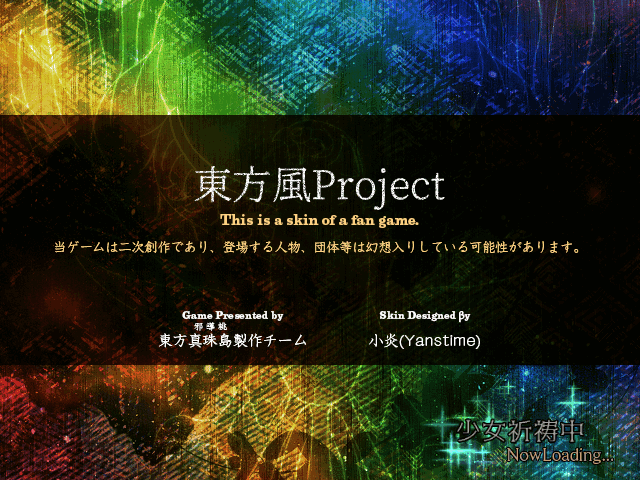 東方風Project
This is a skin of a fan game.
当ゲームは二次創作であり、登場する人物、団体等は幻想入りしている可能性があります。
Game Presented by
邪導桃
東方真珠島製作チーム
Skin Designed βy
小炎(Yanstime)
少女祈祷中
NowLoading...